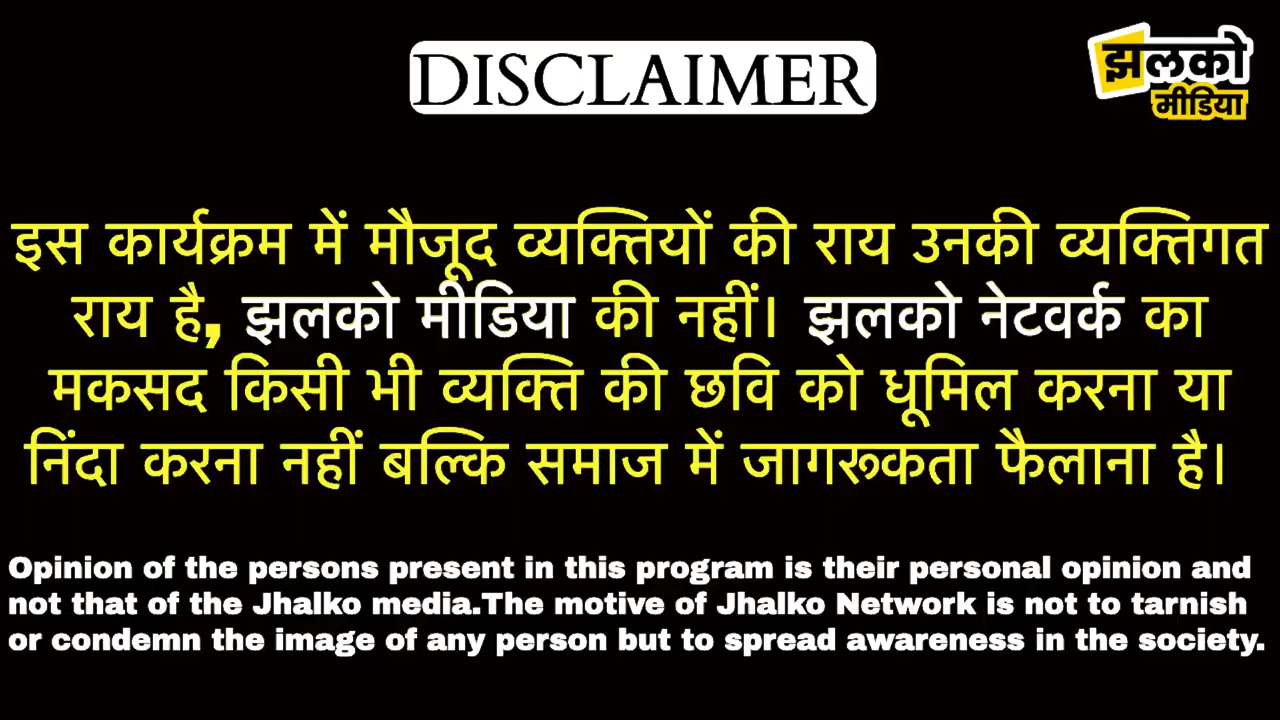 DISCLAIMER
झलको
मीडिया
इस कार्यक्रम में मौजूद व्यक्तियों की राय उनकी व्यक्तिगत
राय है, झलको मीडिया की नहीं। झलको नेटवर्क का
मकसद किसी भी व्यक्ति की छवि को धूमिल करना या
निंदा करना नहीं बल्कि समाज में जागरूकता फैलाना है।
Opinion of the persons present in this program is their personal opinion and
not that of the Jhalko media.The motive of Jhalko Network is not to tarnish
or condemn the image of any person but to spread awareness in the society.